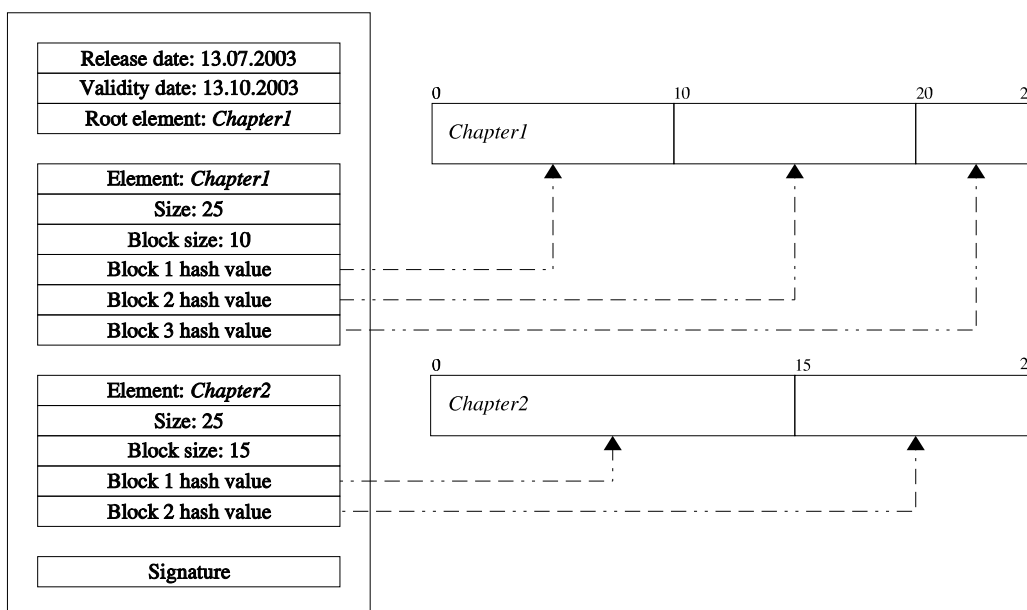 Release date: 13.07.2003
Validity date: 13.10.2003
Root element: Chapter1
Element: Chapter1
Size: 25
Block size: 10
Block 1 hash value
Block 2 hash value
Block 3 hash value
Element: Chapter2
Size: 25
Block size: 15
Block 1 hash value
Block 2 hash value
Signature
0 10 20 2
Chapter1
0 15 2
Chapter2